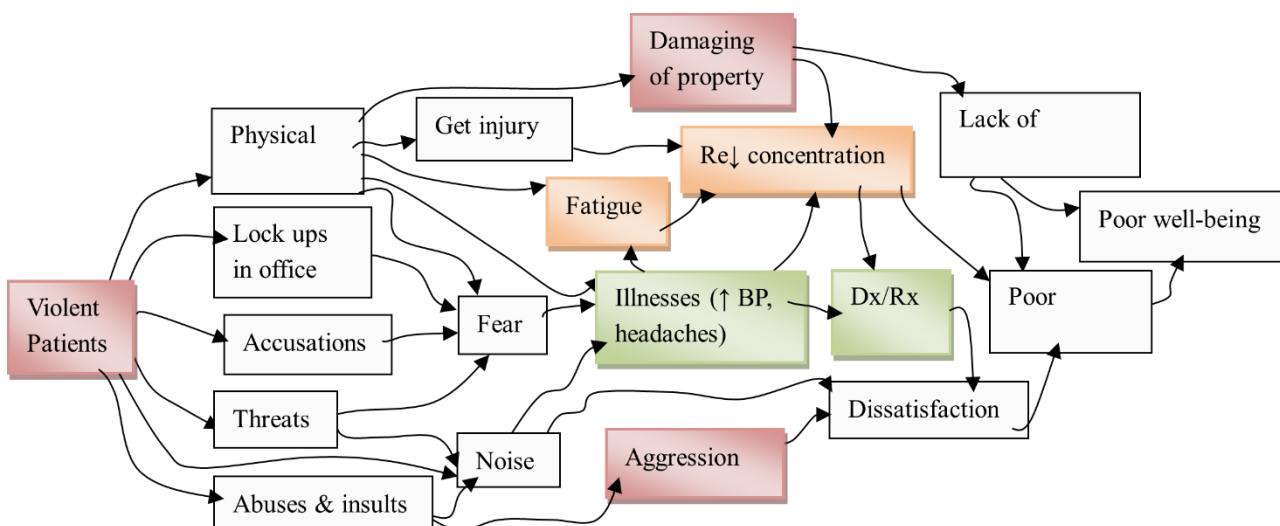 Damaging
of property
Physical
Get injury
Lack of
Re↓ concentration
Fatigue
Poor well-being
Lock ups
in office
Violent
Patients
Illnesses (↑ BP,
headaches)
Dx/Rx
Poor
Fear
Accusations
Threats
Dissatisfaction
Noise
Aggression
Abuses & insults